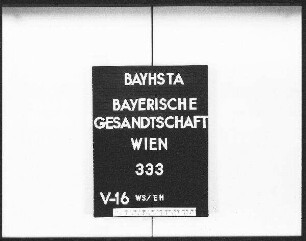 BAYHSTA
BAYERISCHE
GESANDTSCHAFT
WIEN
333
V-16 WS/EH